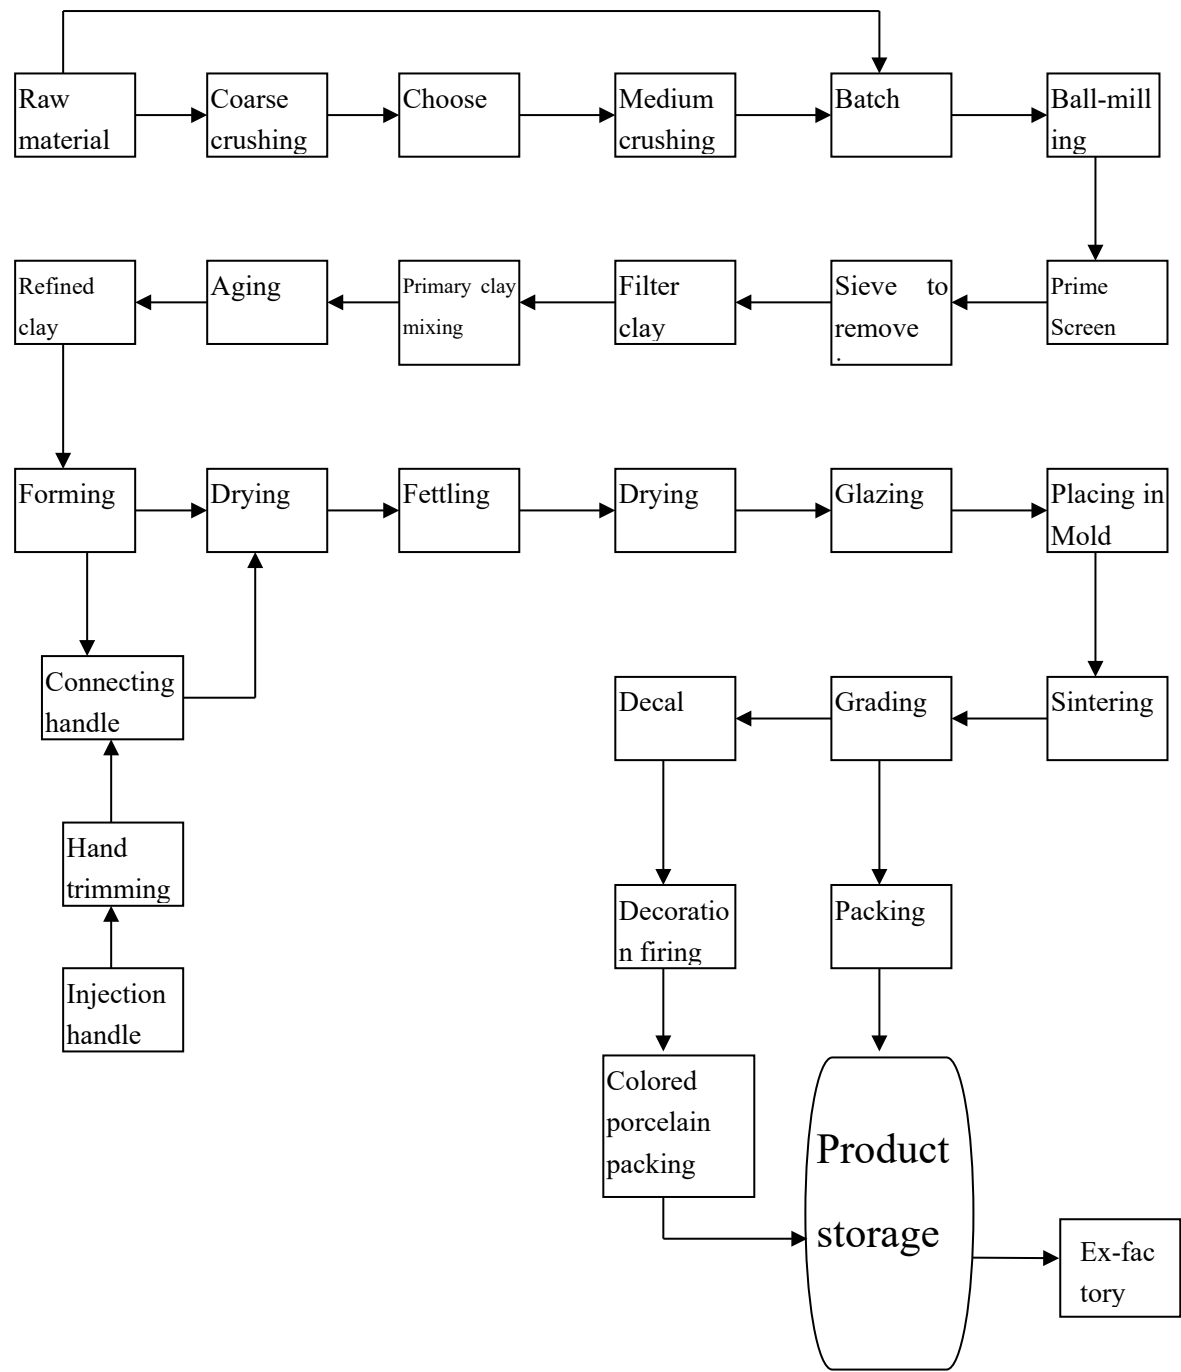 Raw
material
Coarse
crushing
Choose
Medium
crushing
Batch
Ball-mill
ing
Refined
clay
Aging
Primary clay
mixing
Filter
clay
Sieve to
remove
Prime
Screen
Forming
Drying
Fettling
Drying
Glazing
Placing in
Mold
Connecting
handle
Decal
Grading
Sintering
Hand
trimming
Decoratio
n firing
Packing
Injection
handle
Colored
porcelain
packing
Product
storage
Ex-fac
tory